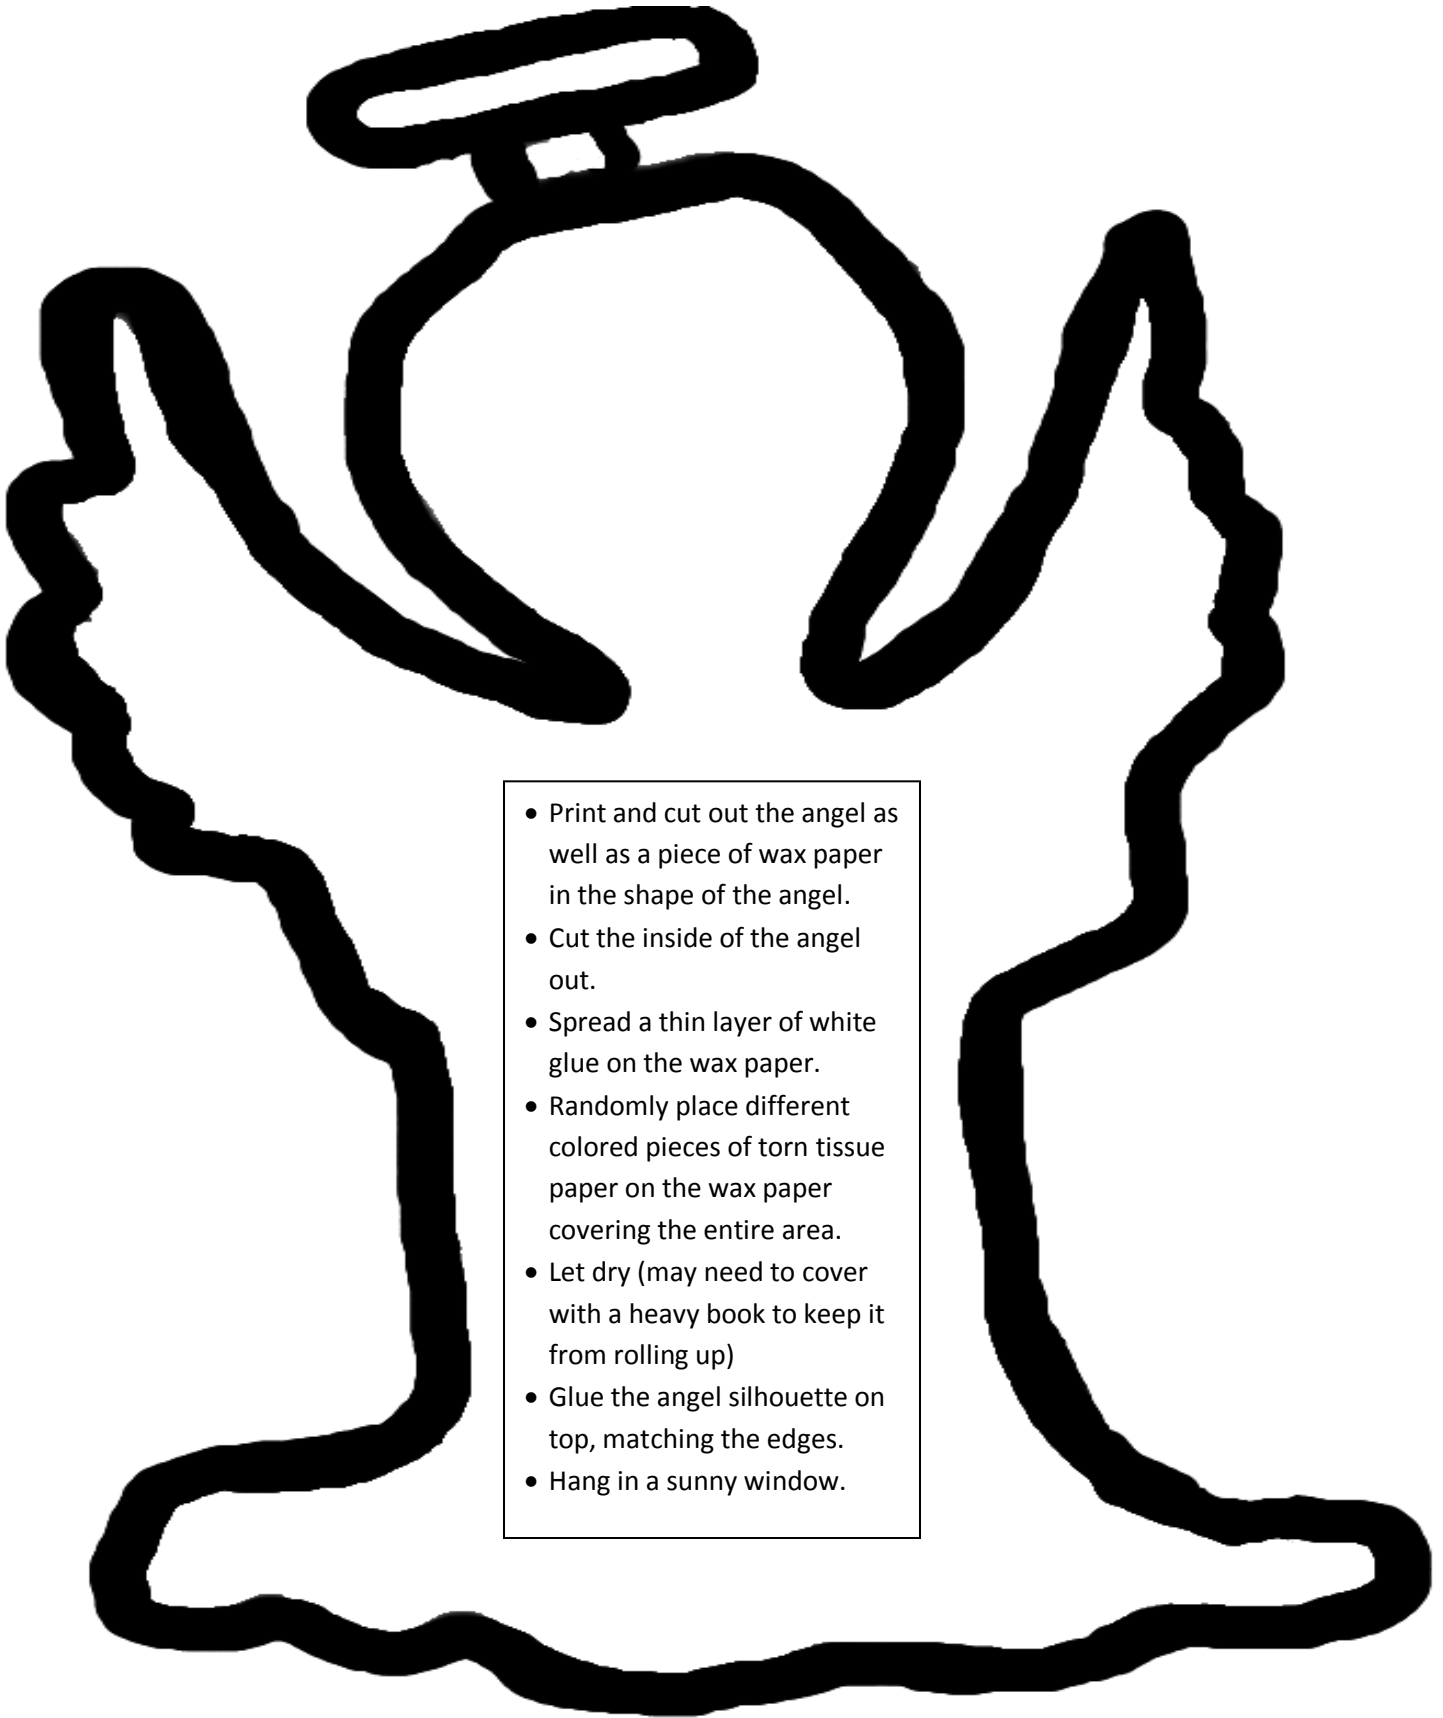 • Print and cut out the angel as
well as a piece of wax paper
in the shape of the angel.
• Cut the inside of the angel
out.
• Spread a thin layer of white
glue on the wax paper.
• Randomly place different
colored pieces of torn tissue
paper on the wax paper
covering the entire area.
• Let dry (may need to cover
with a heavy book to keep it
from rolling up)
• Glue the angel silhouette on
top, matching the edges.
• Hang in a sunny window.